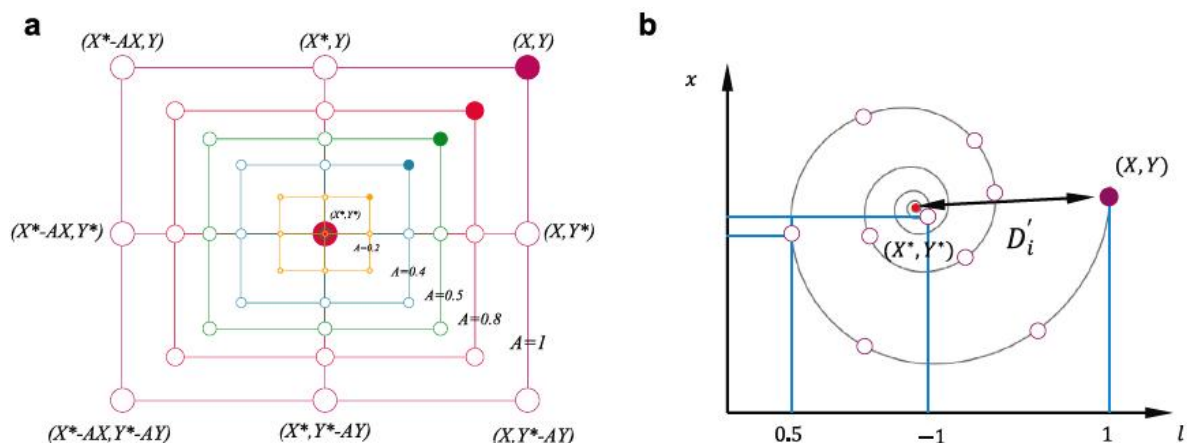 a
(X*-AX,Y)
(X*,Y)
(X,Y)
(X*-AX,Y*)
(X*,Y*)
(X,Y*)
A=0.2
A=0.4
A=0.5
A=0.8
A=1
(X*-AX,Y*-AY)
(X*,Y*-AY)
(X,Y*-AY)
b
x
(X,Y)
(X*,Y*)
D'i
0.5
−1
1
l